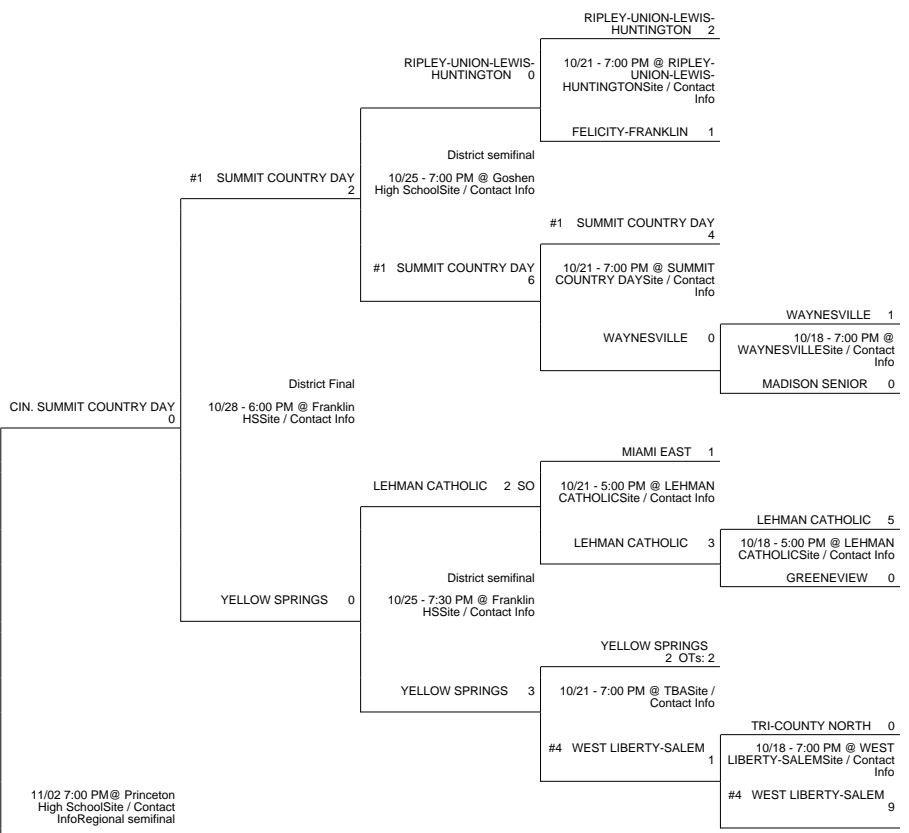 RIPLEY-UNION-LEWIS-
HUNTINGTON 2
RIPLEY-UNION-LEWIS-
HUNTINGTON 0
10/21 - 7:00 PM @ RIPLEY-
UNION-LEWIS-
HUNTINGTONSite / Contact
Info
FELICITY-FRANKLIN 1
District semifinal
10/25 - 7:00 PM @ Goshen
High SchoolSite / Contact Info
#1 SUMMIT COUNTRY DAY
2
#1 SUMMIT COUNTRY DAY
4
#1 SUMMIT COUNTRY DAY
6
10/21 - 7:00 PM @ SUMMIT
COUNTRY DAYSite / Contact
Info
WAYNESVILLE 1
WAYNESVILLE 0
10/18 - 7:00 PM @
WAYNESVILLESite / Contact
Info
MADISON SENIOR 0
District Final
10/28 - 6:00 PM @ Franklin
HSSite / Contact Info
CIN. SUMMIT COUNTRY DAY
0
MIAMI EAST 1
LEHMAN CATHOLIC 2 SO
10/21 - 5:00 PM @ LEHMAN
CATHOLICSite / Contact Info
LEHMAN CATHOLIC 5
LEHMAN CATHOLIC 3
10/18 - 5:00 PM @ LEHMAN
CATHOLICSite / Contact Info
GREENEVIEW 0
District semifinal
10/25 - 7:30 PM @ Franklin
HSSite / Contact Info
YELLOW SPRINGS 0
YELLOW SPRINGS
2 OTs: 2
YELLOW SPRINGS 3
10/21 - 7:00 PM @ TBASite /
Contact Info
TRI-COUNTY NORTH 0
#4 WEST LIBERTY-SALEM
1
10/18 - 7:00 PM @ WEST
LIBERTY-SALEMSite / Contact
Info
#4 WEST LIBERTY-SALEM
9
11/02 7:00 PM@ Princeton
High SchoolSite / Contact
InfoRegional semifinal